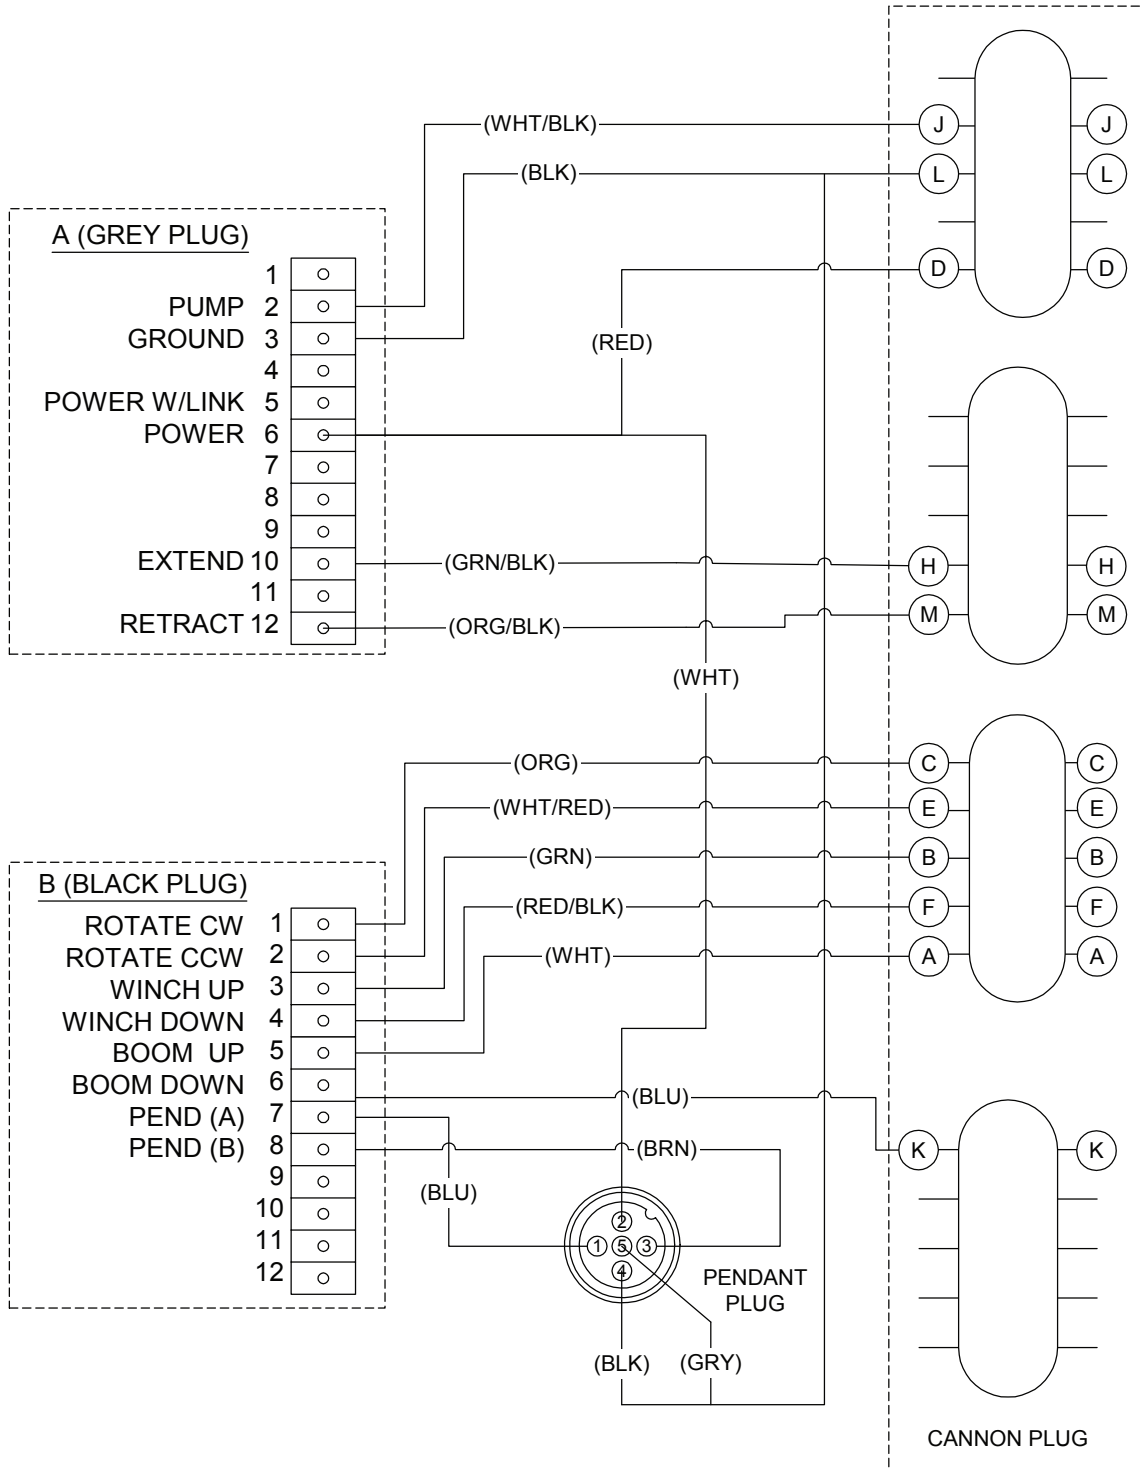 (WHT/BLK)
J
J
(BLK)
L
L
A (GREY PLUG)
D
D
1
PUMP 2
GROUND 3
(RED)
4
POWER W/LINK 5
POWER 6
7
8
9
EXTEND 10
(GRN/BLK)
H
H
11
RETRACT 12
(ORG/BLK)
M
M
(WHT)
(ORG)
C
C
(WHT/RED)
E
E
(GRN)
B
B
B (BLACK PLUG)
(RED/BLK)
F
F
ROTATE CW 1
ROTATE CCW 2
(WHT)
A
A
WINCH UP 3
WINCH DOWN 4
BOOM UP 5
BOOM DOWN 6
(BLU)
PEND (A) 7
PEND (B) 8
(BRN)
K
K
9
(BLU)
10
11
12
2
1 5 3
4
PENDANT
PLUG
(BLK)
(GRY)
CANNON PLUG